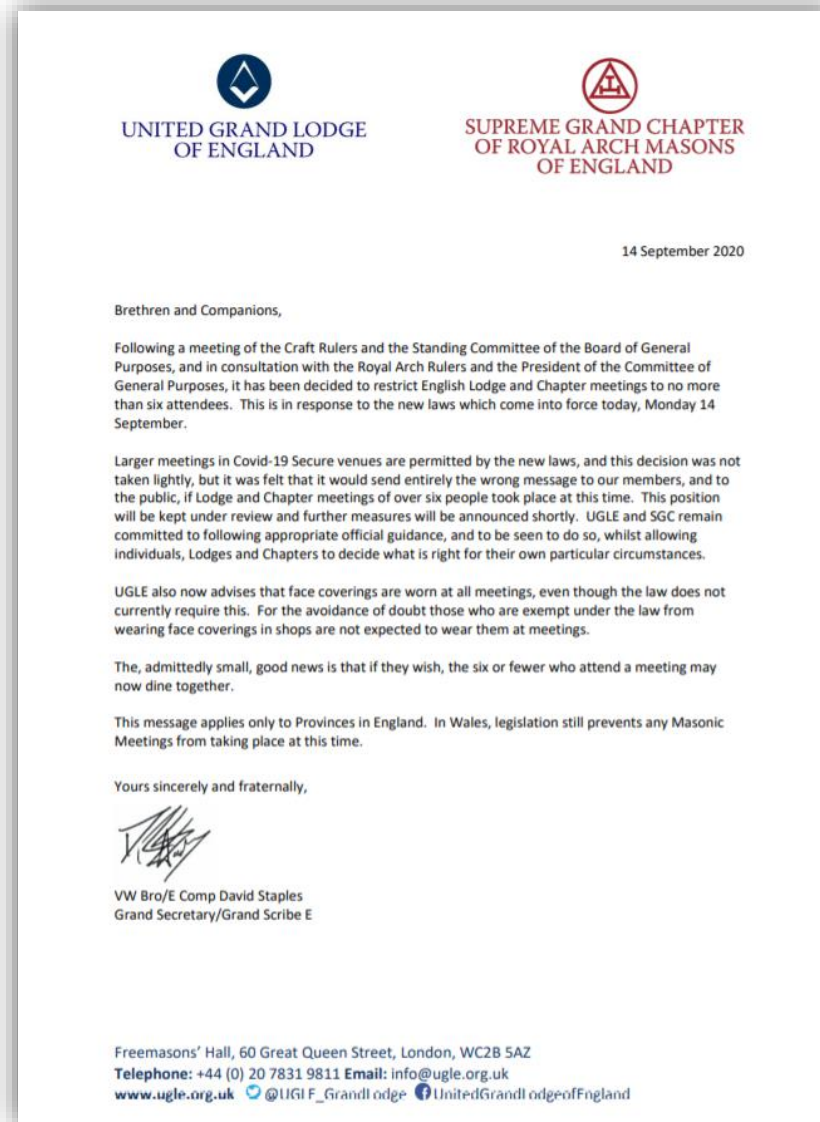 UNITED GRAND LODGE
OF ENGLAND
SUPREME GRAND CHAPTER
OF ROYAL ARCH MASONS
OF ENGLAND
14 September 2020
Brethren and Companions,
Following a meeting of the Craft Rulers and the Standing Committee of the Board of General
Purposes, and in consultation with the Royal Arch Rulers and the President of the Committee of
General Purposes, it has been decided to restrict English Lodge and Chapter meetings to no more
than six attendees. This is in response to the new laws which come into force today, Monday 14
September.
Larger meetings in Covid-19 Secure venues are permitted by the new laws, and this decision was not
taken lightly, but it was felt that it would send entirely the wrong message to our members, and to
the public, if Lodge and Chapter meetings of over six people took place at this time. This position
will be kept under review and further measures will be announced shortly. UGLE and SGC remain
committed to following appropriate official guidance, and to be seen to do so, whilst allowing
individuals, Lodges and Chapters to decide what is right for their own particular circumstances.
UGLE also now advises that face coverings are worn at all meetings, even though the law does not
currently require this. For the avoidance of doubt those who are exempt under the law from
wearing face coverings in shops are not expected to wear them at meetings.
The, admittedly small, good news is that if they wish, the six or fewer who attend a meeting may
now dine together.
This message applies only to Provinces in England. In Wales, legislation still prevents any Masonic
Meetings from taking place at this time.
Yours sincerely and fraternally,
VW Bro/E Comp David Staples
Grand Secretary/Grand Scribe E
Freemasons' Hall, 60 Great Queen Street, London, WC2B 5AZ
Telephone: +44 (0) 20 7831 9811 Email: info@ugle.org.uk
www.ugle.org.uk @UGLE_GrandLodge UnitedGrandLodgeofEngland